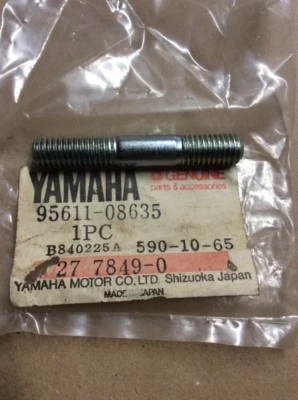 YAMAHA GENUINE
parts & accessories
95611-08635
1PC
B840225A 590-10-65
27 7849-0
YAMAHA MOTOR CO.LTD. Shizuoka Japan
MADE IN JAPAN